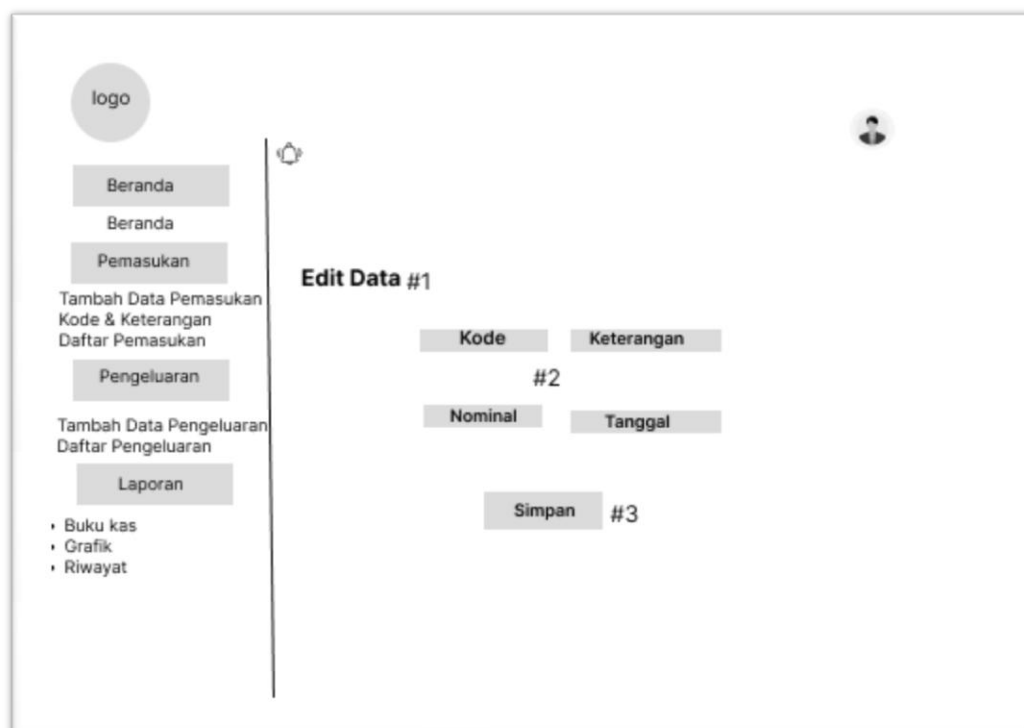 logo
Beranda
Beranda
Pemasukan
Tambah Data Pemasukan
Kode & Keterangan
Daftar Pemasukan
Pengeluaran
Tambah Data Pengeluaran
Daftar Pengeluaran
Laporan
• Buku kas
• Grafik
• Riwayat
Edit Data #1
Kode Keterangan
#2
Nominal Tanggal
Simpan #3